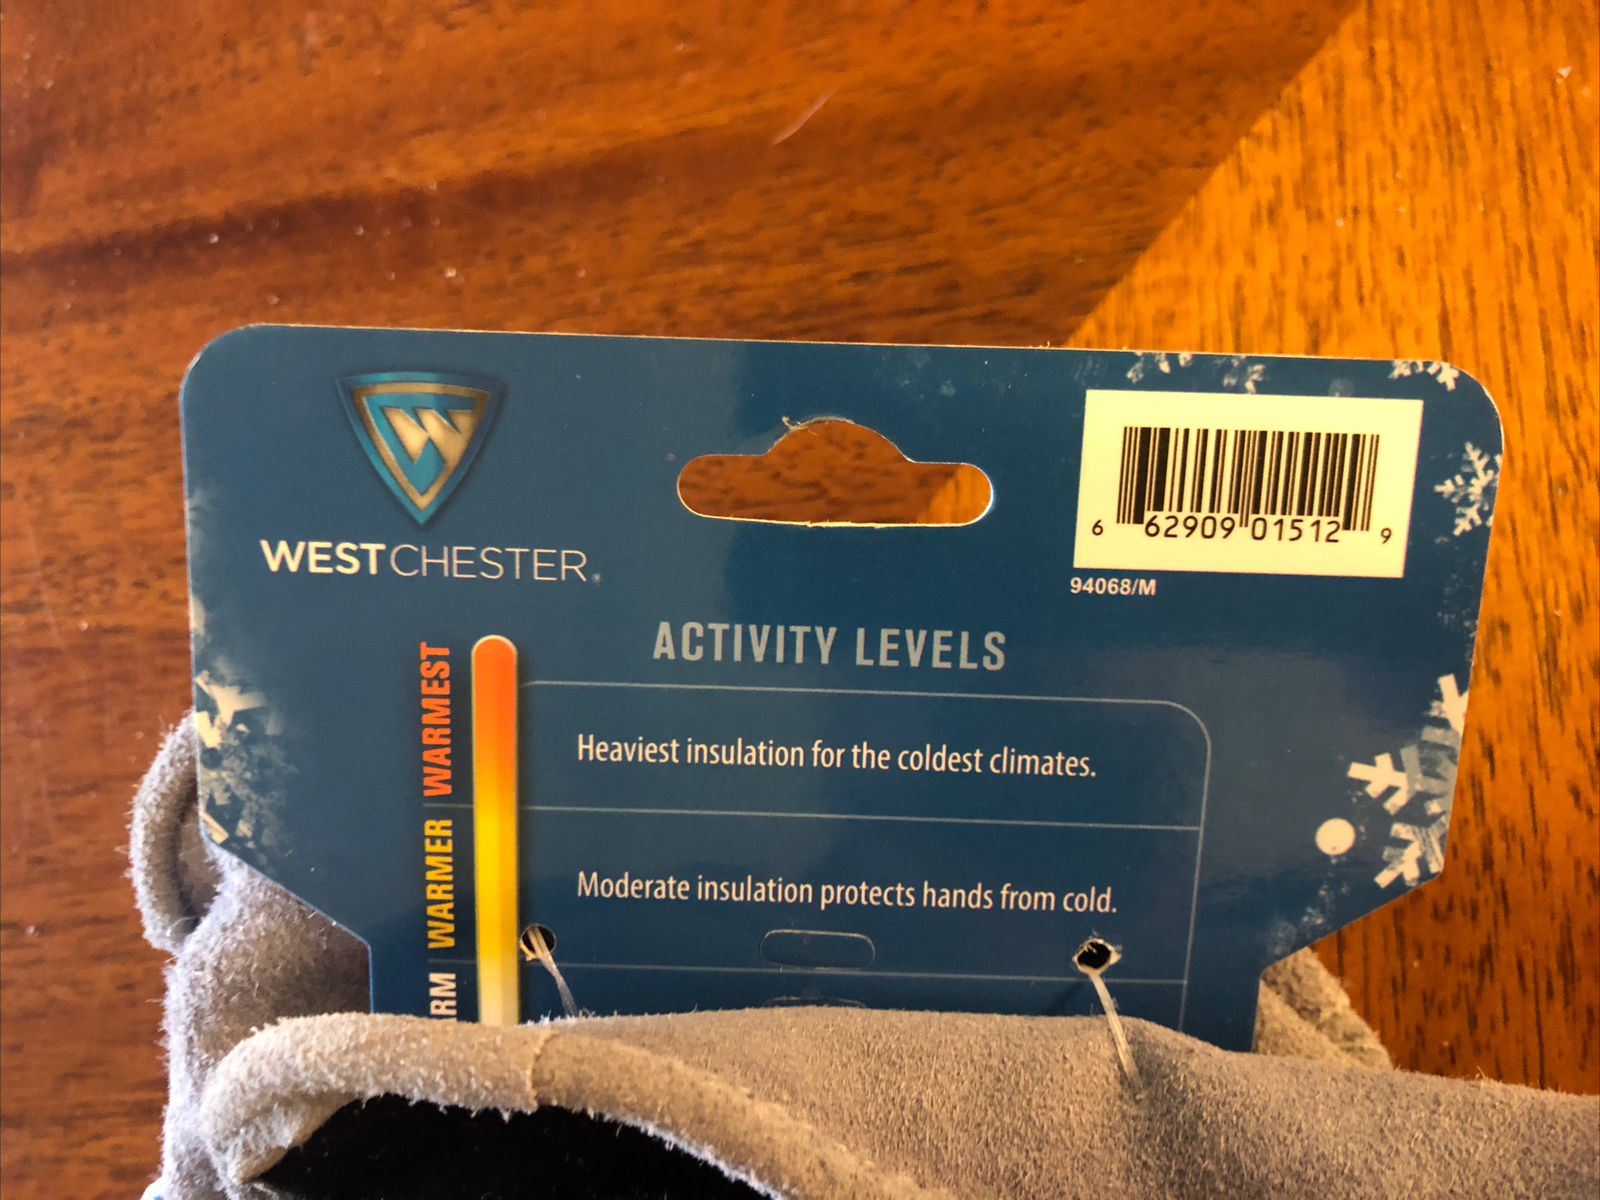 WESTCHESTER
6 62909 01512 9
94068/M
ACTIVITY LEVELS
WARMEST
Heaviest insulation for the coldest climates.
WARMER
Moderate insulation protects hands from cold.
RM